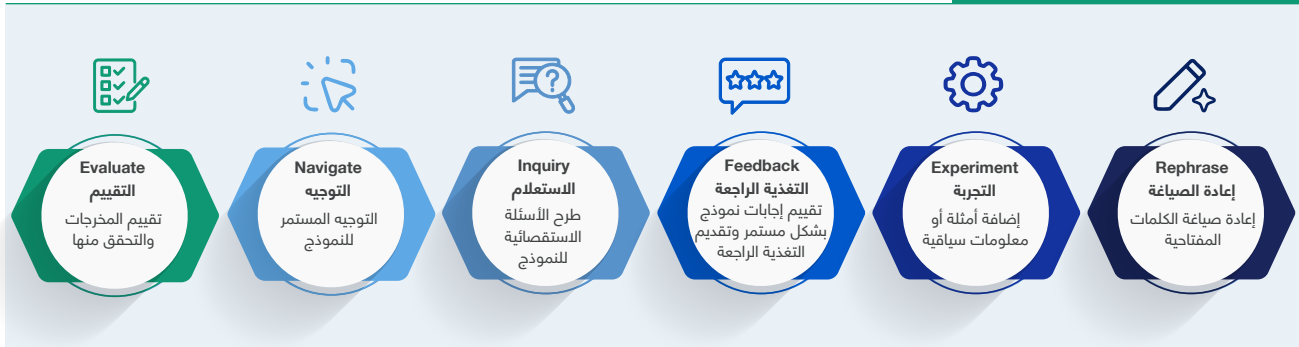 Rephrase
إعادة الصياغة
إعادة صياغة الكلمات
المفتاحية
Experiment
التجربة
إضافة أمثلة أو
معلومات سياقية
Feedback
التغذية الراجعة
تقييم إجابات نموذج
بشكل مستمر وتقديم
التغذية الراجعة
Inquiry
الاستعلام
طرح الأسئلة
الاستقصائية
للنموذج
Navigate
التوجيه
التوجيه المستمر
للنموذج
Evaluate
التقييم
تقييم المخرجات
والتحقق منها